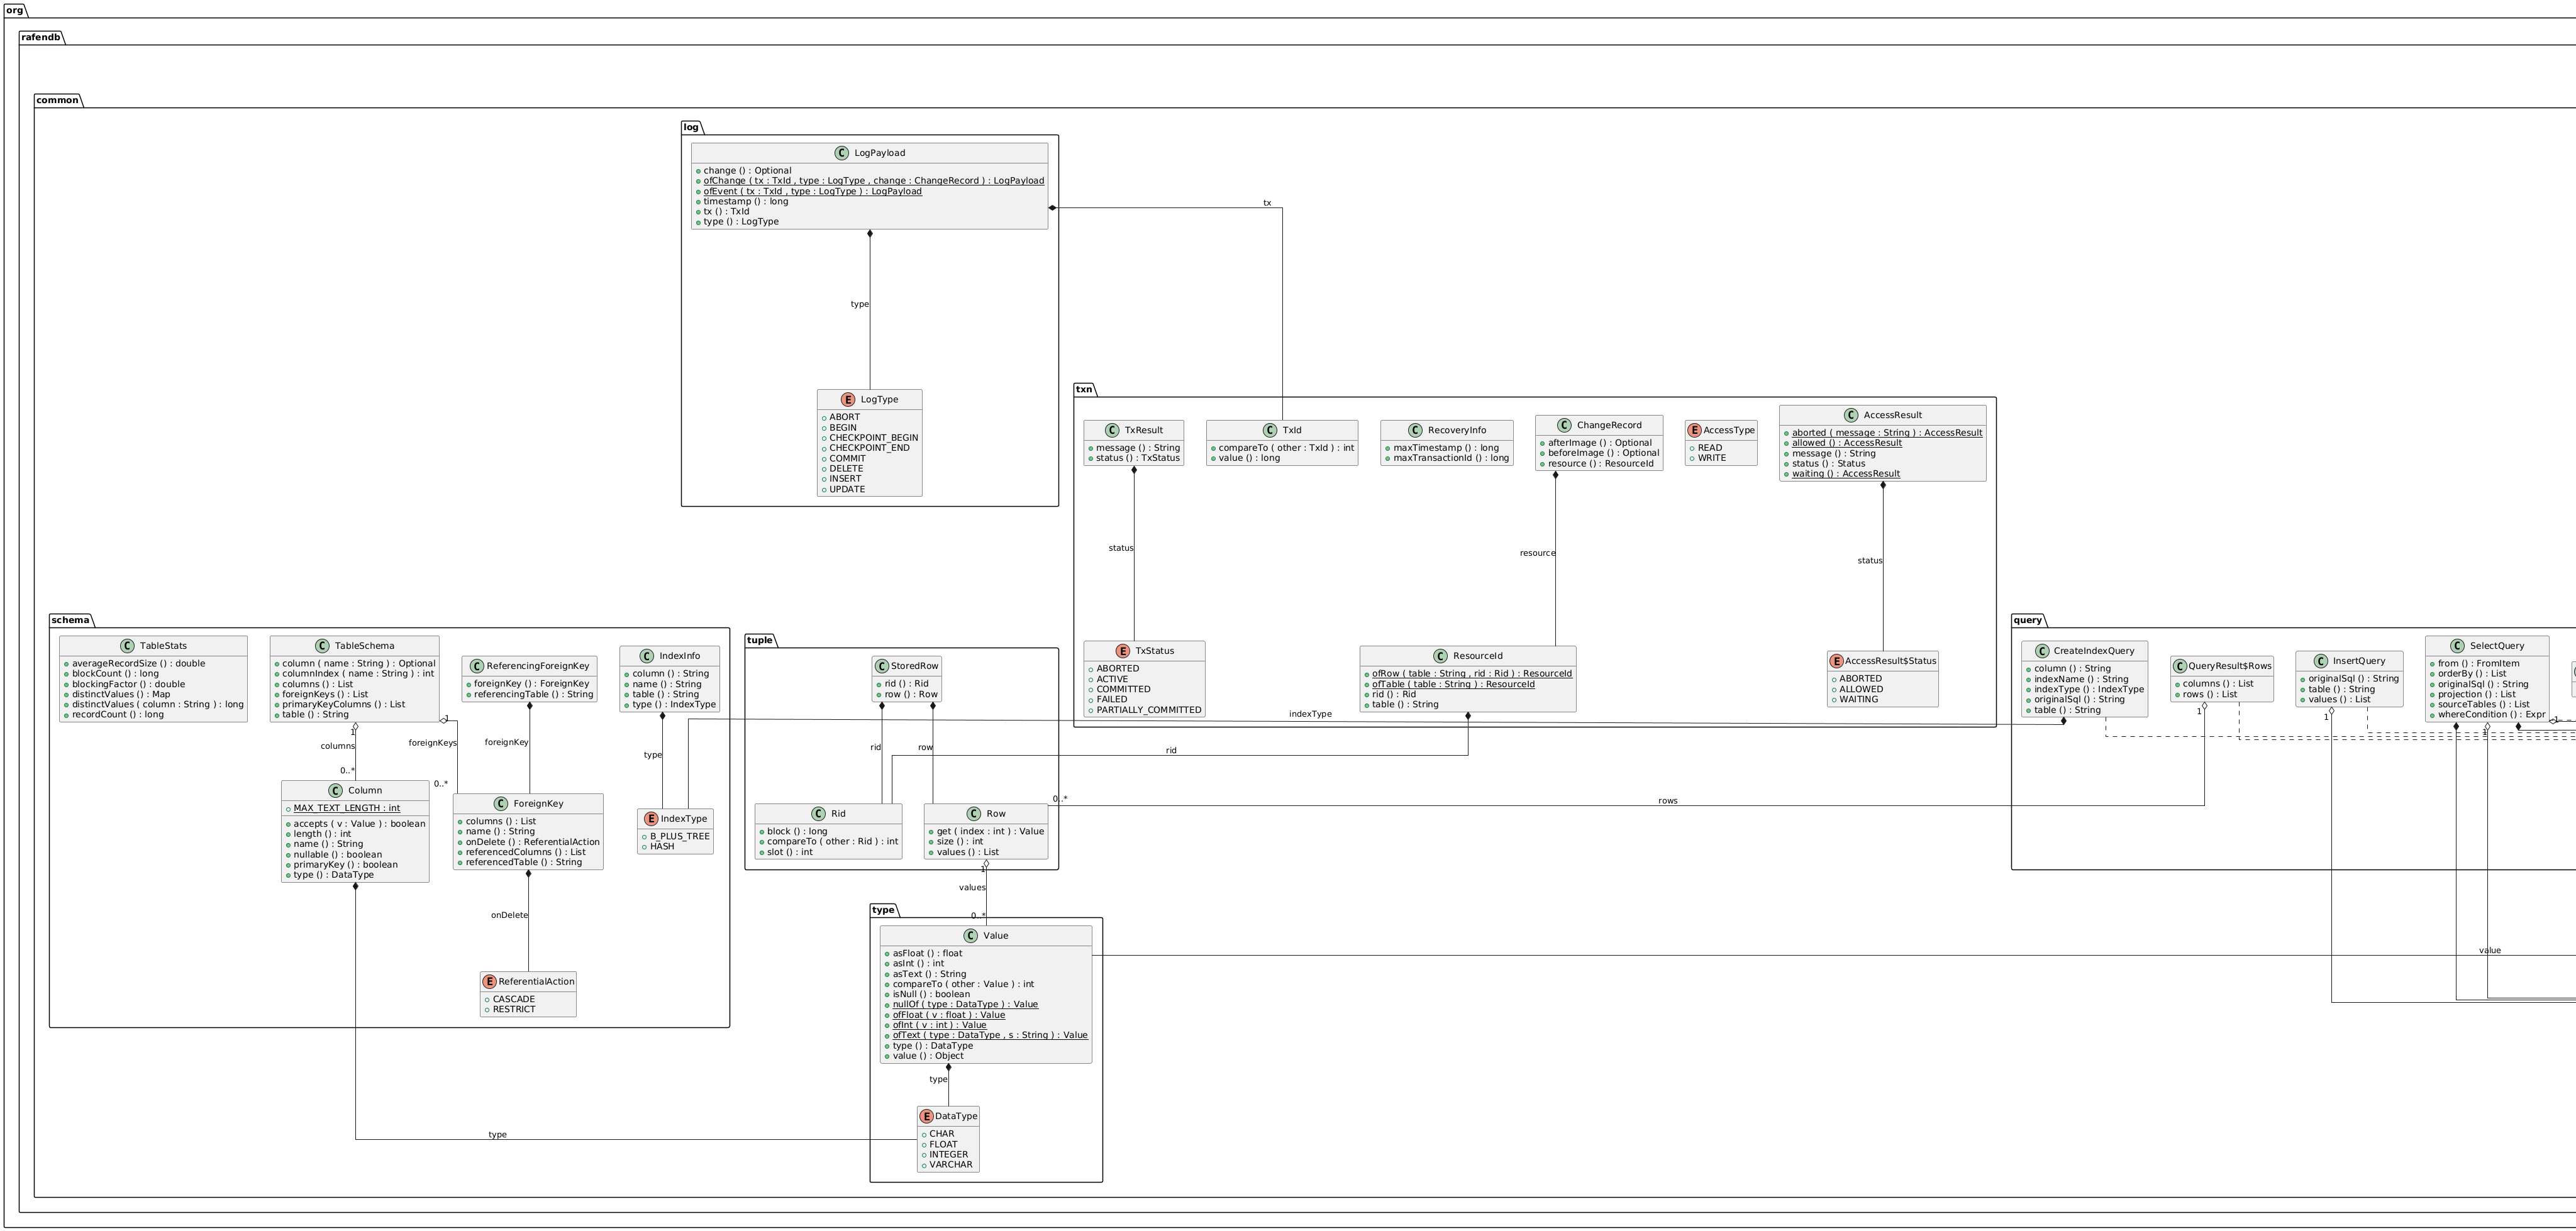 org
rafendb
common
log
LogPayload
change () : Optional
ofChange ( tx : TxId , type : LogType , change : ChangeRecord ) : LogPayload
ofEvent ( tx : TxId , type : LogType ) : LogPayload
timestamp () : long
tx () : TxId
type () : LogType
tx
type
LogType
ABORT
BEGIN
CHECKPOINT_BEGIN
CHECKPOINT_END
COMMIT
DELETE
INSERT
UPDATE
txn
TxResult
message () : String
status () : TxStatus
TxId
compareTo ( other : TxId ) : int
value () : long
RecoveryInfo
maxTimestamp () : long
maxTransactionId () : long
ChangeRecord
afterImage () : Optional
beforeImage () : Optional
resource () : ResourceId
AccessType
READ
WRITE
AccessResult
aborted ( message : String ) : AccessResult
allowed () : AccessResult
message () : String
status () : Status
waiting () : AccessResult
status
resource
status
TxStatus
ABORTED
ACTIVE
COMMITTED
FAILED
PARTIALLY_COMMITTED
ResourceId
ofRow ( table : String , rid : Rid ) : ResourceId
ofTable ( table : String ) : ResourceId
rid () : Rid
table () : String
AccessResult$Status
ABORTED
ALLOWED
WAITING
schema
TableStats
averageRecordSize () : double
blockCount () : long
blockingFactor () : double
distinctValues () : Map
distinctValues ( column : String ) : long
recordCount () : long
TableSchema
column ( name : String ) : Optional
columnIndex ( name : String ) : int
columns () : List
foreignKeys () : List
primaryKeyColumns () : List
table () : String
ReferencingForeignKey
foreignKey () : ForeignKey
referencingTable () : String
IndexInfo
column () : String
name () : String
table () : String
type () : IndexType
1
columns
0..*
1
foreignKeys
0..*
foreignKey
type
indexType
Column
MAX_TEXT_LENGTH : int
accepts ( v : Value ) : boolean
length () : int
name () : String
nullable () : boolean
primaryKey () : boolean
type () : DataType
ForeignKey
columns () : List
name () : String
onDelete () : ReferentialAction
referencedColumns () : List
referencedTable () : String
IndexType
B_PLUS_TREE
HASH
onDelete
ReferentialAction
CASCADE
RESTRICT
type
tuple
StoredRow
rid () : Rid
row () : Row
rid
row
rid
Rid
block () : long
compareTo ( other : Rid ) : int
slot () : int
Row
get ( index : int ) : Value
size () : int
values () : List
0..*
rows
1
values
0..*
type
Value
asFloat () : float
asInt () : int
asText () : String
compareTo ( other : Value ) : int
isNull () : boolean
nullOf ( type : DataType ) : Value
ofFloat ( v : float ) : Value
ofInt ( v : int ) : Value
ofText ( type : DataType , s : String ) : Value
type () : DataType
value () : Object
value
type
DataType
CHAR
FLOAT
INTEGER
VARCHAR
query
CreateIndexQuery
column () : String
indexName () : String
indexType () : IndexType
originalSql () : String
table () : String
QueryResult$Rows
columns () : List
rows () : List
1
InsertQuery
originalSql () : String
table () : String
values () : List
1
SelectQuery
from () : FromItem
orderBy () : List
originalSql () : String
projection () : List
sourceTables () : List
whereCondition () : Expr
1
1